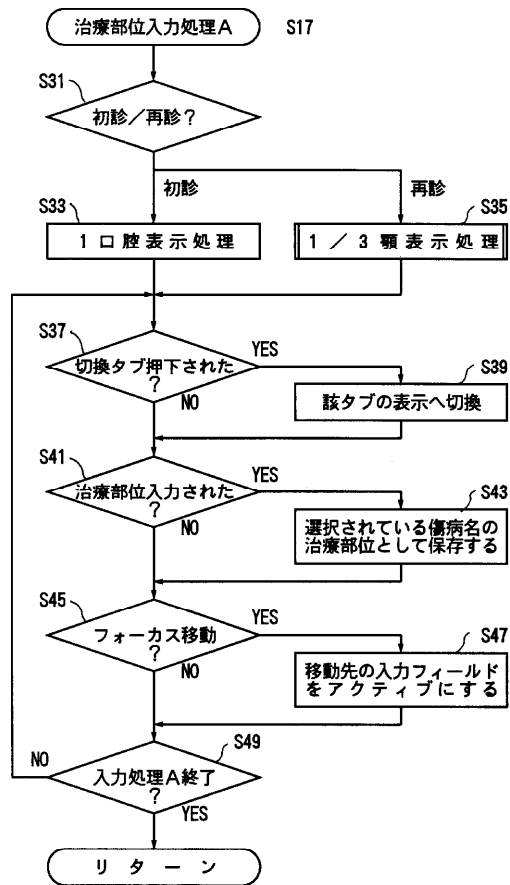 治療部位入力処理A
S17
S31
初診／再診？
初診
再診
S33
1口腔表示処理
S35
1／3顎表示処理
S37
切換タブ押下された
？
YES
NO
S39
該タブの表示へ切換
S41
治療部位入力された
？
YES
NO
S43
選択されている傷病名の
治療部位として保存する
S45
フォーカス移動
？
YES
NO
S47
移動先の入力フィールド
をアクティブにする
S49
入力処理A終了
？
NO
YES
リターン